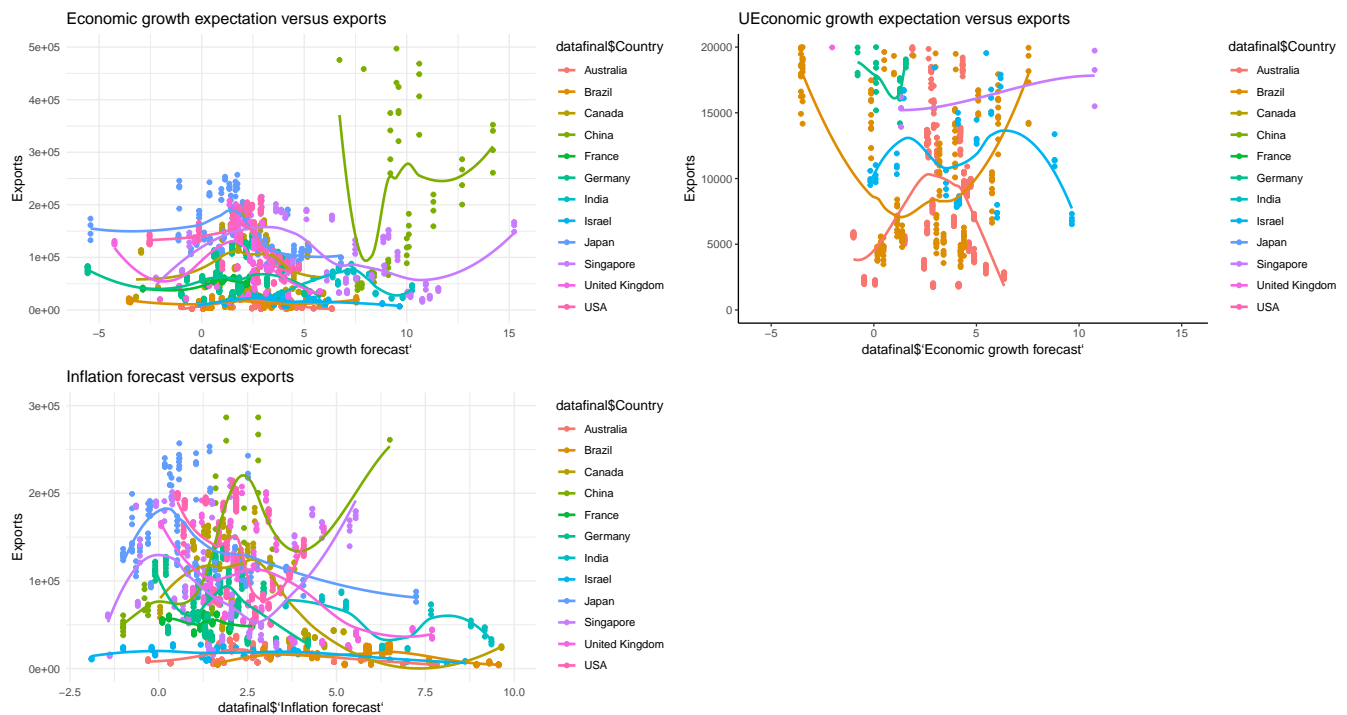 Economic growth expectation versus exports
5e+05
4e+05
3e+05
2e+05
1e+05
0e+00
Exports
−5
0
5
10
15
datafinal$'Economic growth forecast'
datafinal$Country
Australia
Brazil
Canada
China
France
Germany
India
Israel
Japan
Singapore
United Kingdom
USA
UEconomic growth expectation versus exports
20000
15000
10000
5000
0
Exports
−5
0
5
10
15
datafinal$'Economic growth forecast'
datafinal$Country
Australia
Brazil
Canada
China
France
Germany
India
Israel
Japan
Singapore
United Kingdom
USA
Inflation forecast versus exports
3e+05
2e+05
1e+05
0e+00
Exports
−2.5
0.0
2.5
5.0
7.5
10.0
datafinal$'Inflation forecast'
datafinal$Country
Australia
Brazil
Canada
China
France
Germany
India
Israel
Japan
Singapore
United Kingdom
USA